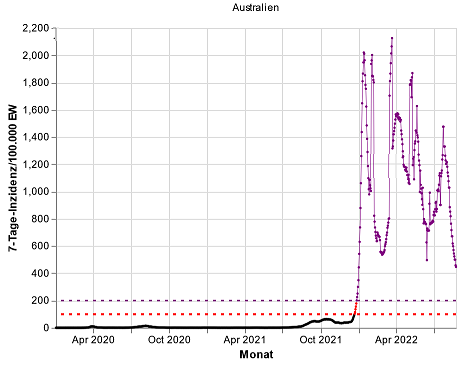 Australien
7-Tage-Inzidenz/100.000 EW
2,200
2,000
1,800
1,600
1,400
1,200
1,000
800
600
400
200
0
Apr 2020
Oct 2020
Apr 2021
Oct 2021
Apr 2022
Monat